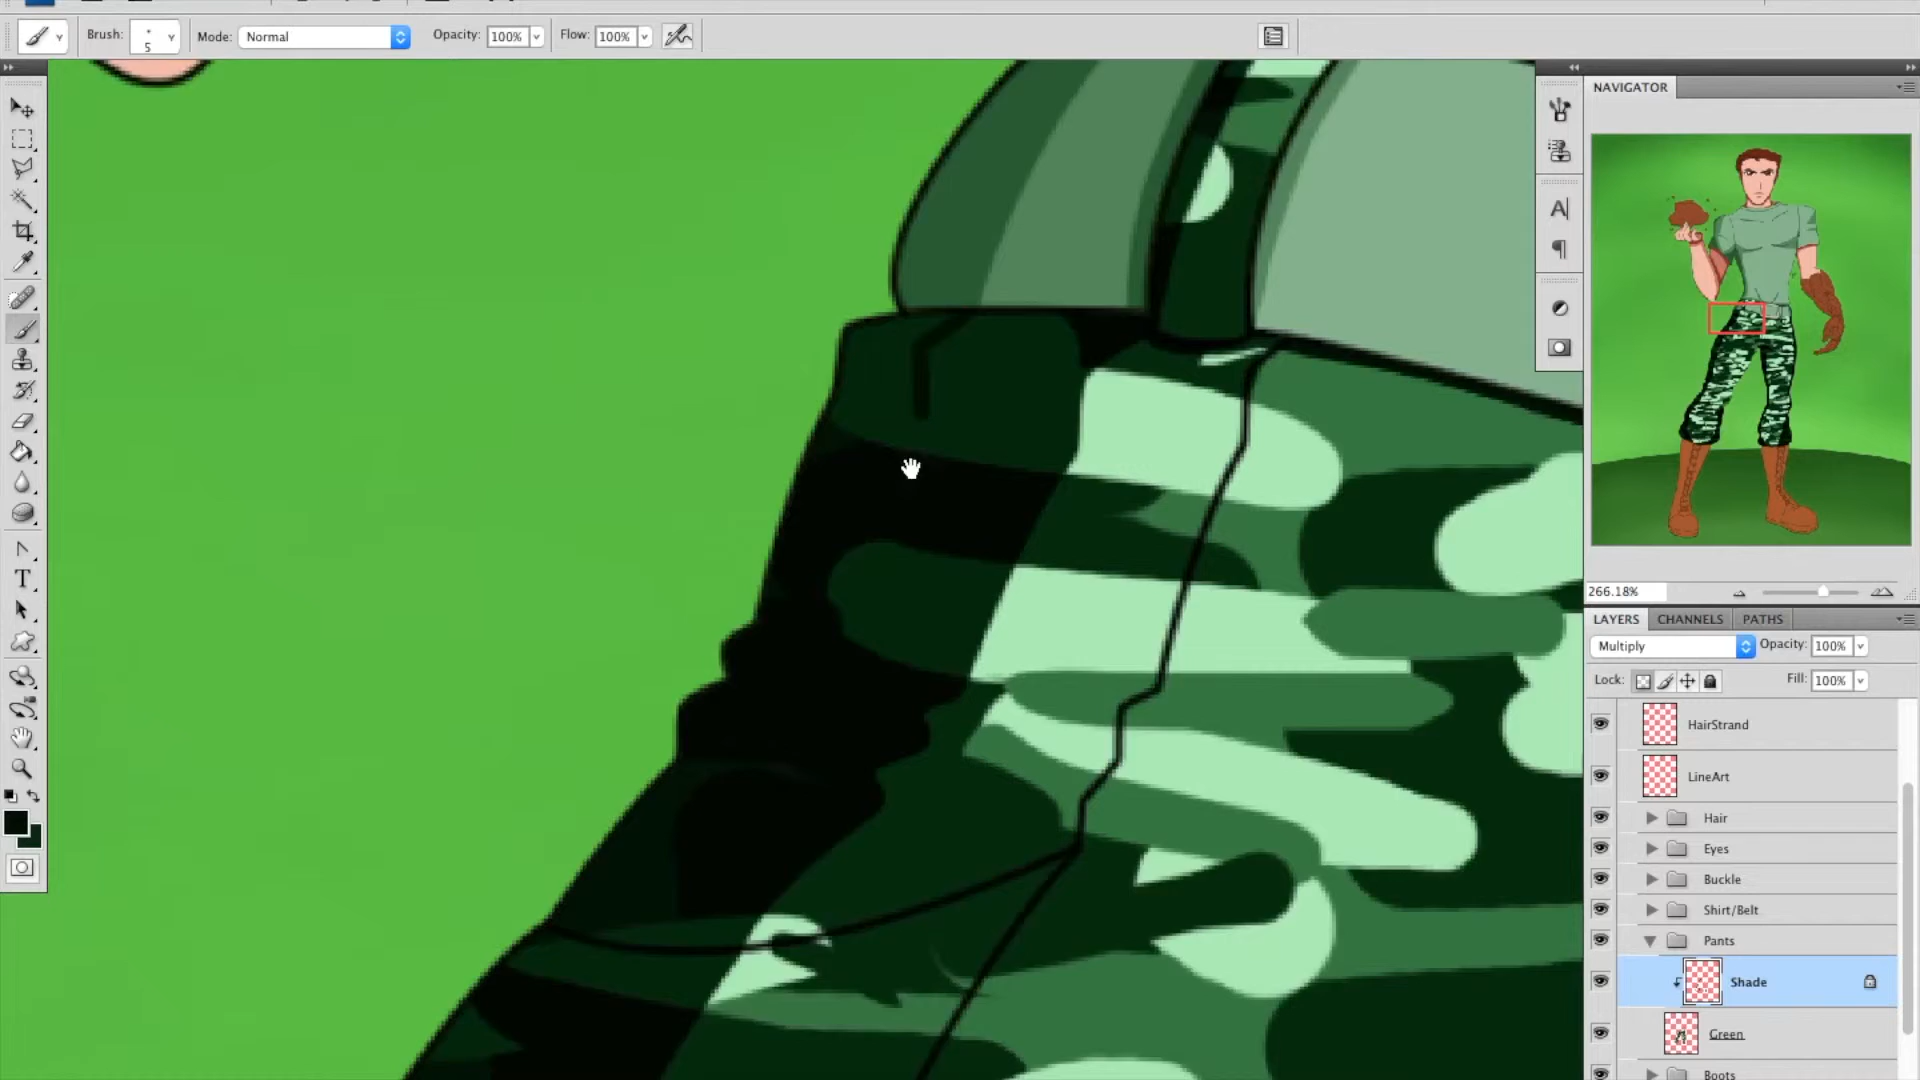 Brush: 5 Mode: Normal Opacity: 100% Flow: 100%
NAVIGATOR
A
T
266.18%
LAYERS CHANNELS PATHS
Multiply Opacity: 100%
Lock: Fill: 100%
HairStrand
LineArt
Hair
Eyes
Buckle
Shirt/Belt
Pants
Shade
Green
Boots